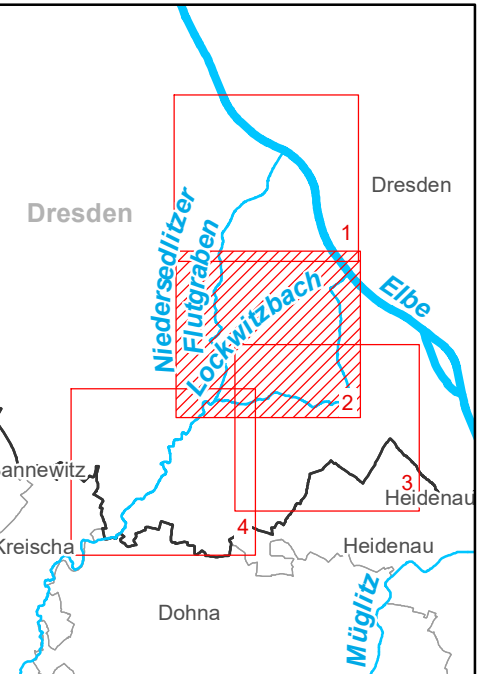 Dresden
Dresden
Niedersedlitzer
Flutgraben
1
Lockwitzbach
Elbe
2
annewitz
3
Heidenau
4
Kreischa
Heidenau
Dohna
Müglitz